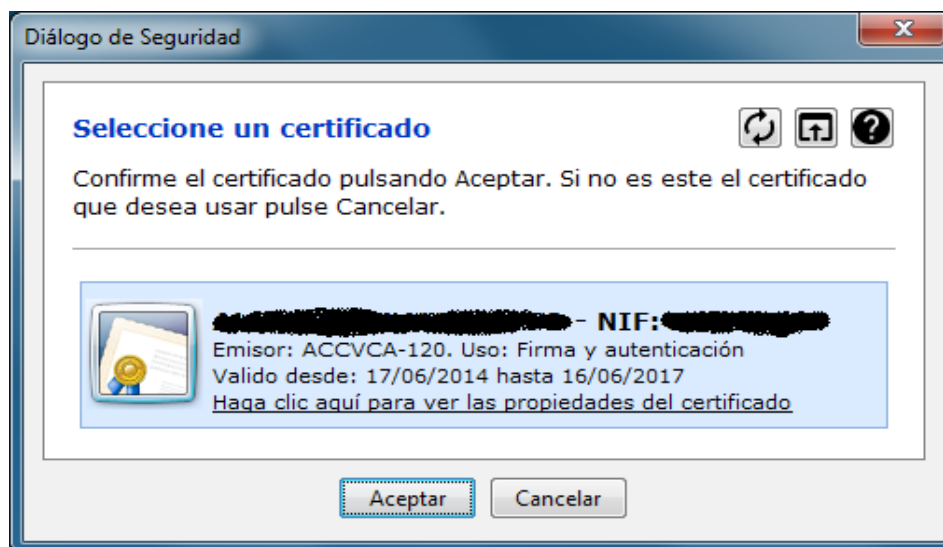 Diálogo de Seguridad
Seleccione un certificado
Confirme el certificado pulsando Aceptar. Si no es este el certificado
que desea usar pulse Cancelar.
- NIF:
Emisor: ACCVCA-120. Uso: Firma y autenticación
Valido desde: 17/06/2014 hasta 16/06/2017
Haga clic aquí para ver las propiedades del certificado
Aceptar Cancelar